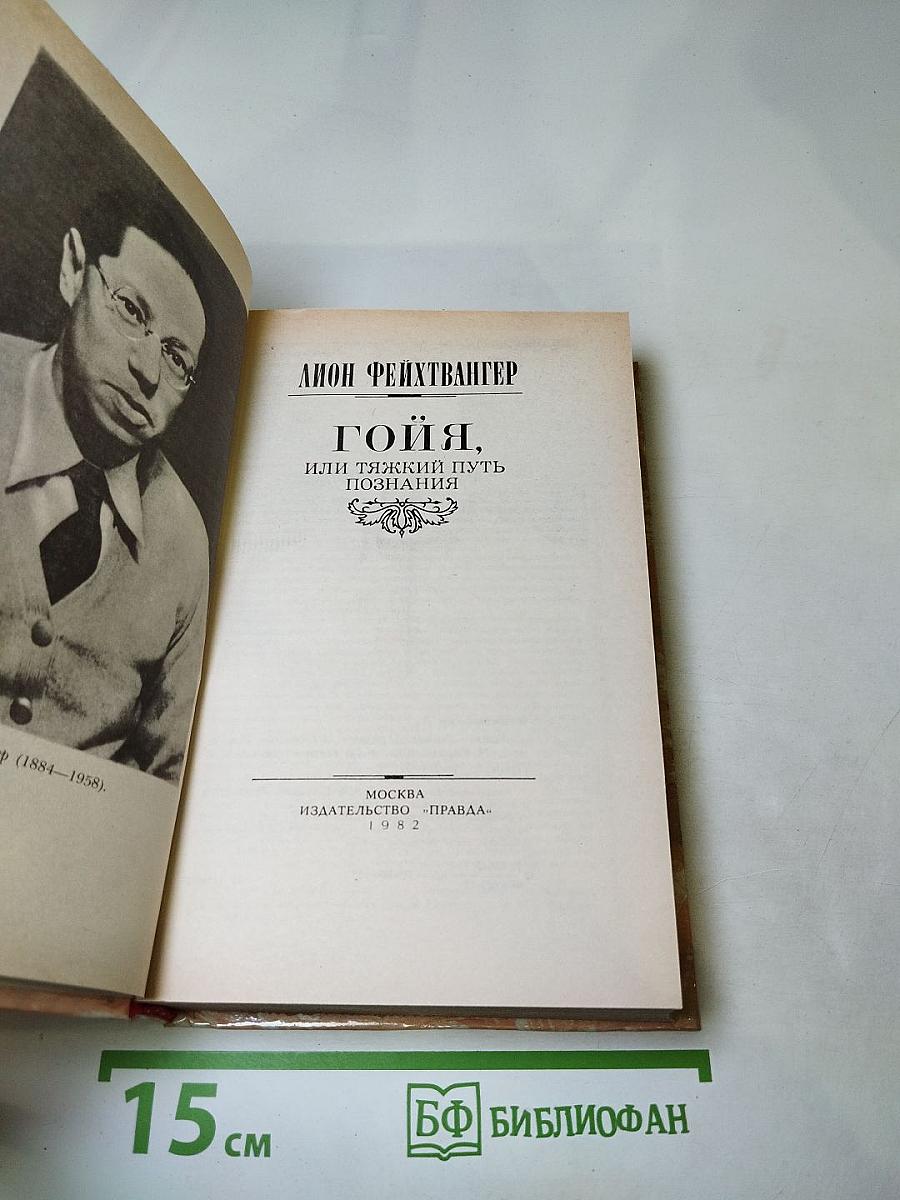 ф (1884—1958).
ЛИОН ФЕЙХТВАНГЕР
ГОЙЯ,
ИЛИ ТЯЖКИЙ ПУТЬ
ПОЗНАНИЯ
МОСКВА
ИЗДАТЕЛЬСТВО „ПРАВДА“
1982
15 см
БФ БИБЛИОФАН